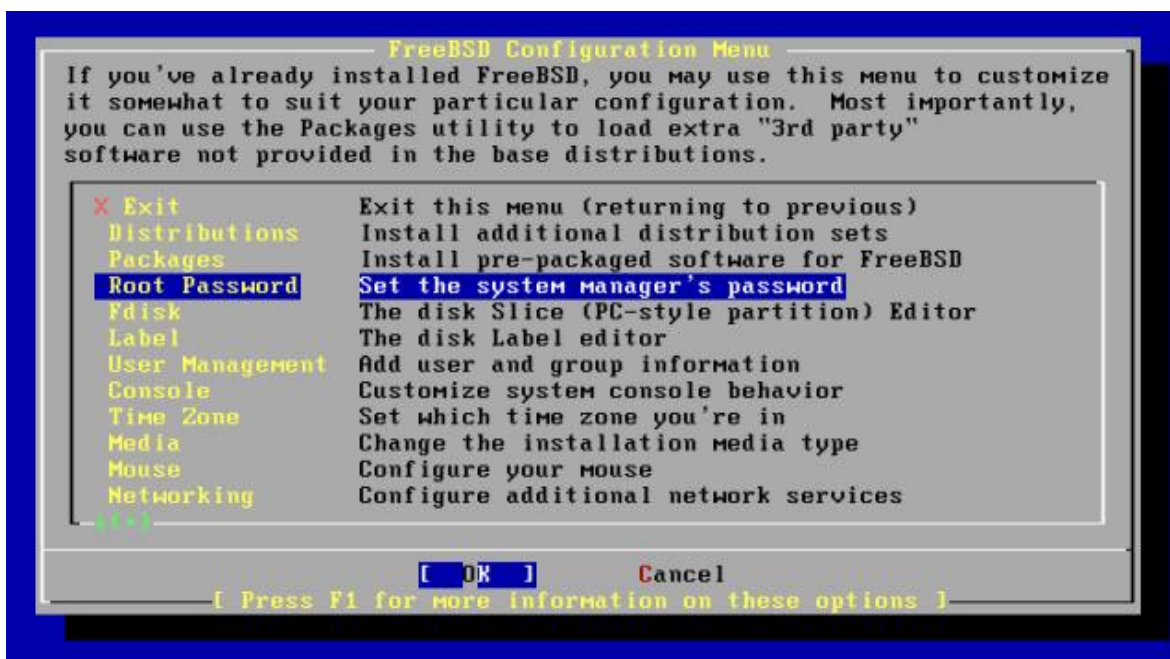 FreeBSD Configuration Menu
If you've already installed FreeBSD, you may use this menu to customize
it somewhat to suit your particular configuration.  Most importantly,
you can use the Packages utility to load extra "3rd party"
software not provided in the base distributions.
X Exit Exit this menu (returning to previous)
Distributions Install additional distribution sets
Packages Install pre-packaged software for FreeBSD
Root Password Set the system manager's password
Fdisk The disk Slice (PC-style partition) Editor
Label The disk Label editor
User Management Add user and group information
Console Customize system console behavior
Time Zone Set which time zone you're in
Media Change the installation media type
Mouse Configure your mouse
Networking Configure additional network services
↓(+)
[ OK ] Cancel
[ Press F1 for more information on these options ]